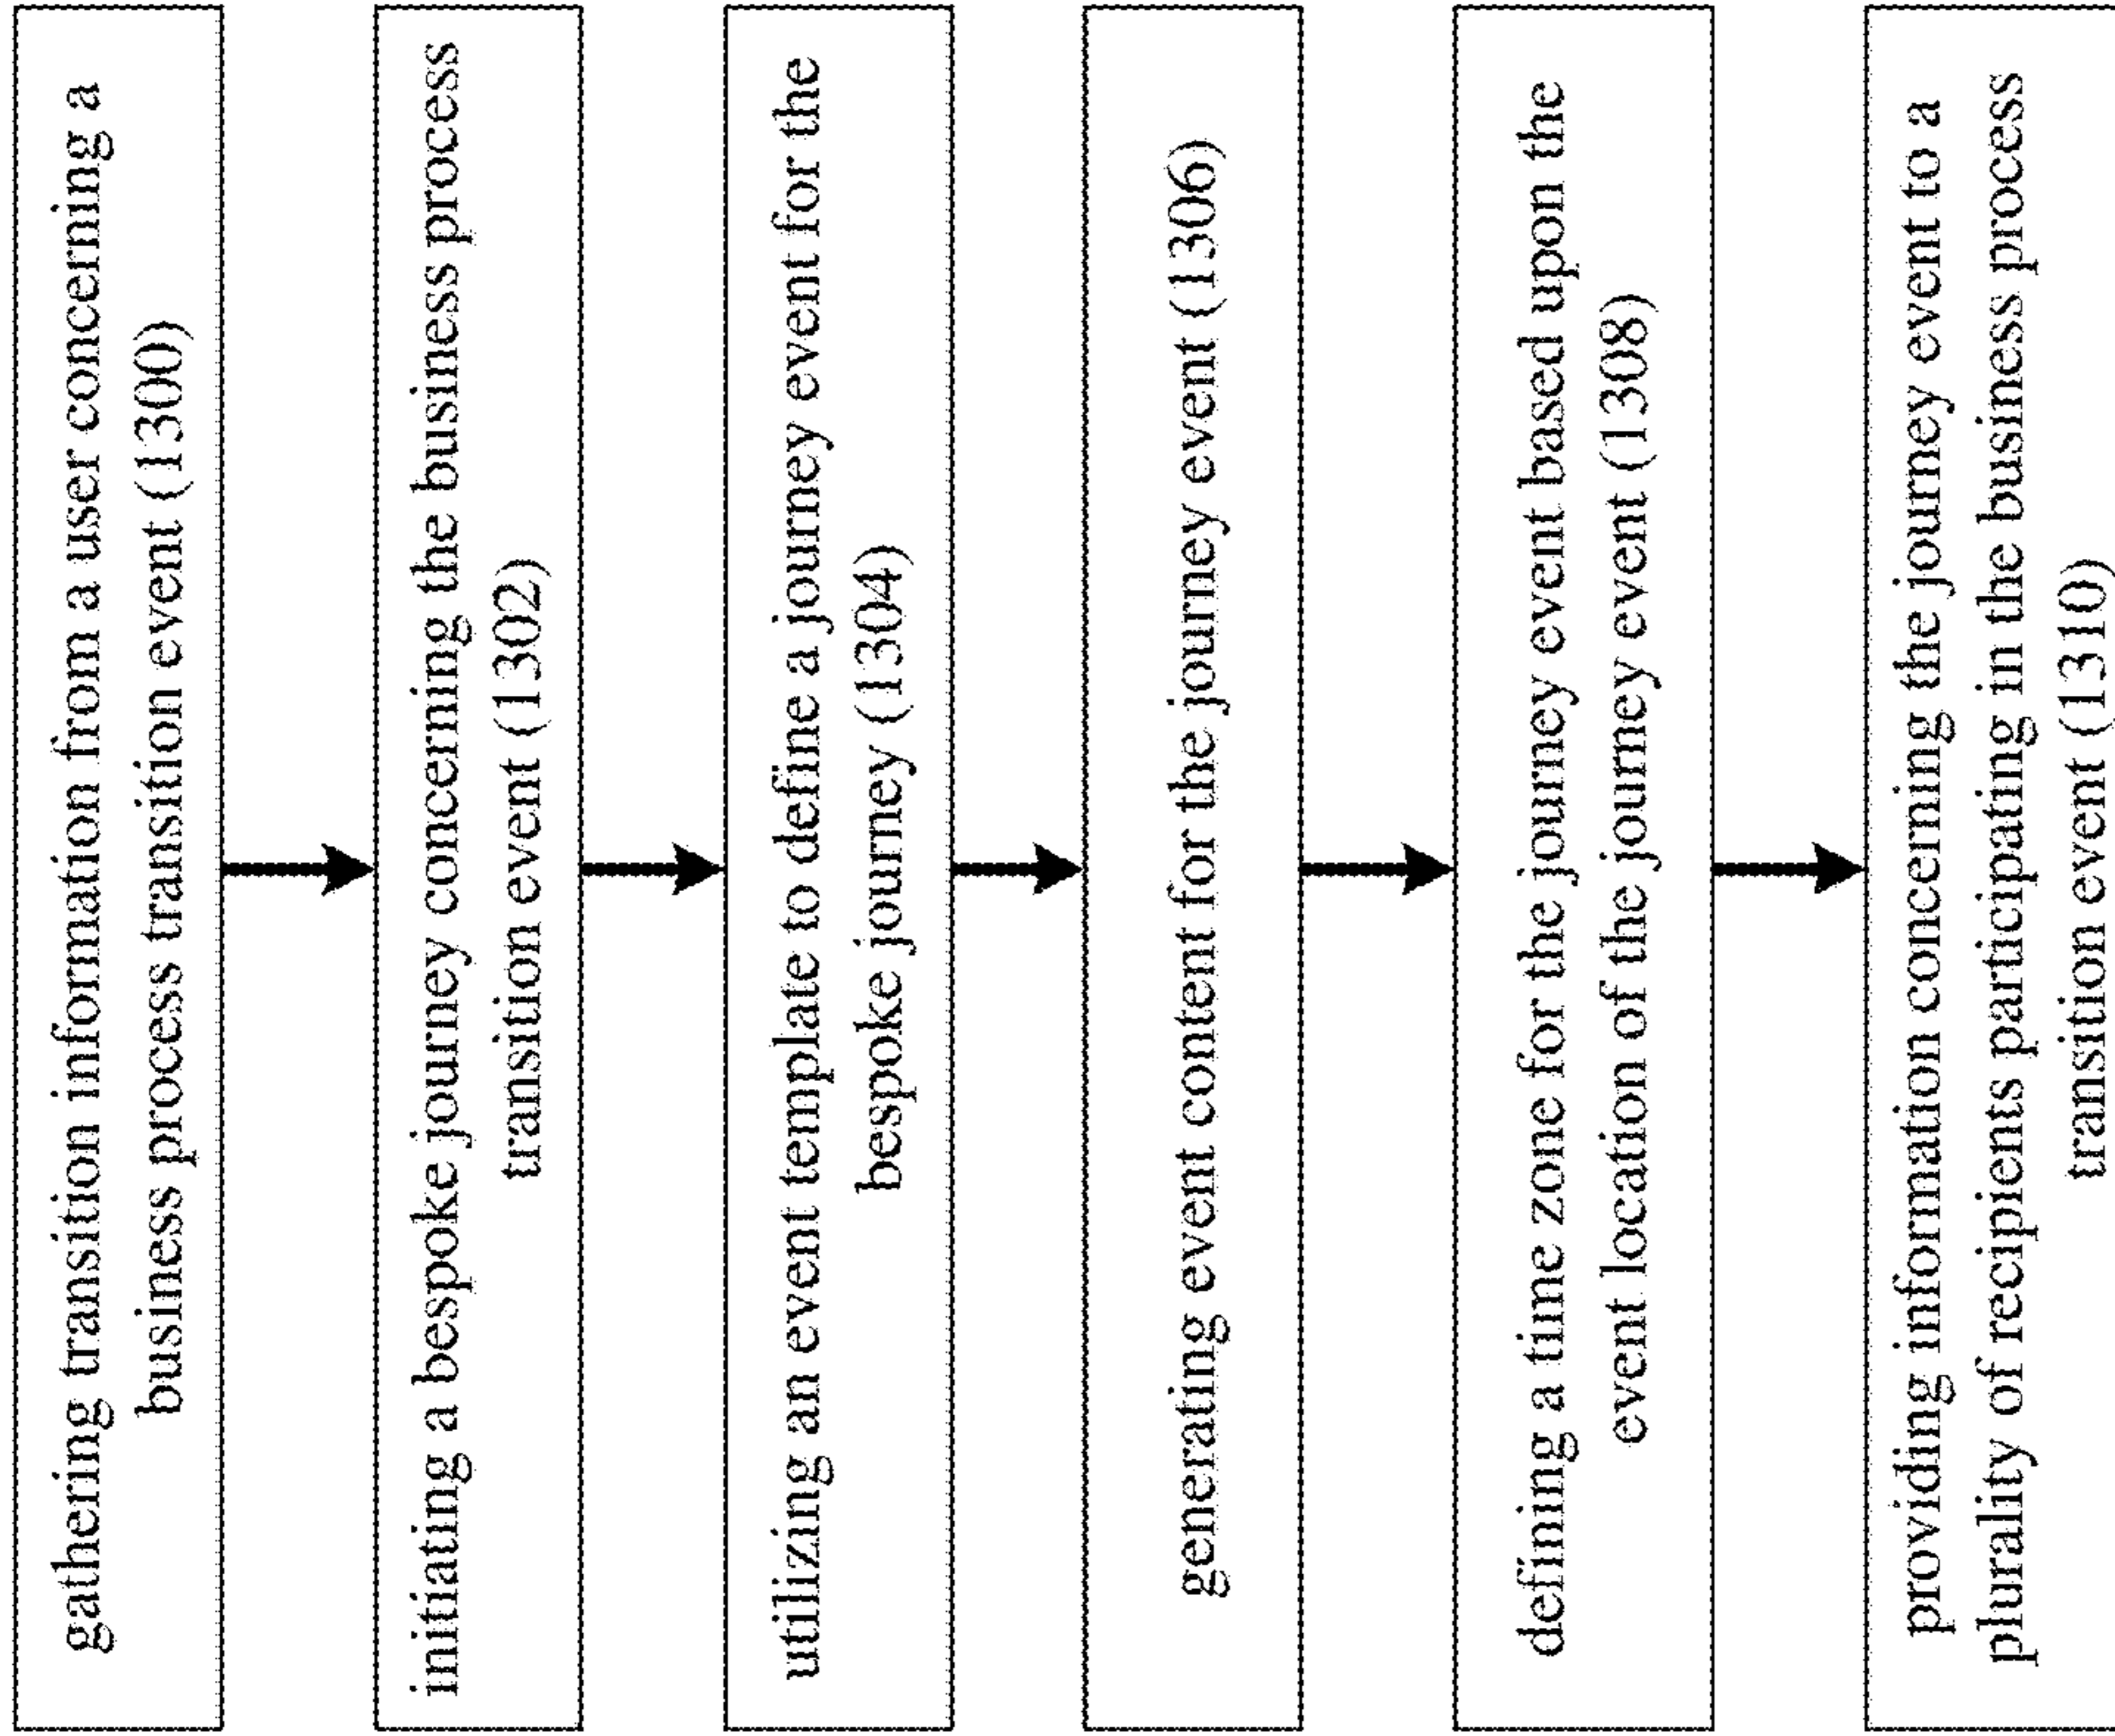 gathering transition information from a user concerning a
business process transition event (1300)
initiating a bespoke journey concerning the business process
transition event (1302)
utilizing an event template to define a journey event for the
bespoke journey (1304)
generating event content for the journey event (1306)
defining a time zone for the journey event based upon the
event location of the journey event (1308)
providing information concerning the journey event to a
plurality of recipients participating in the business process
transition event (1310)